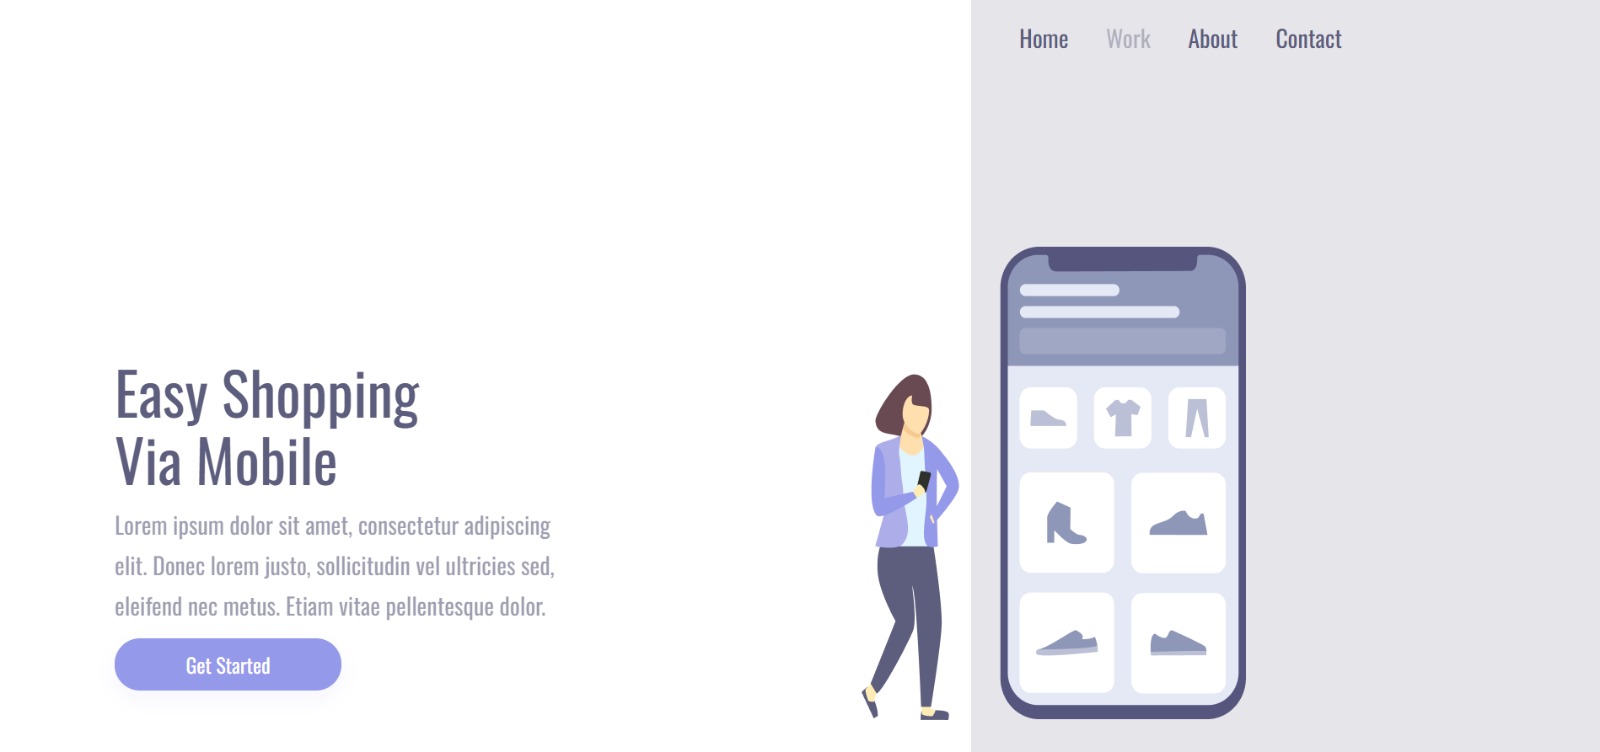 Home Work About Contact
Easy Shopping
Via Mobile
Lorem ipsum dolor sit amet, consectetur adipiscing
elit. Donec lorem justo, sollicitudin vel ultricies sed,
eleifend nec metus. Etiam vitae pellentesque dolor.
Get Started